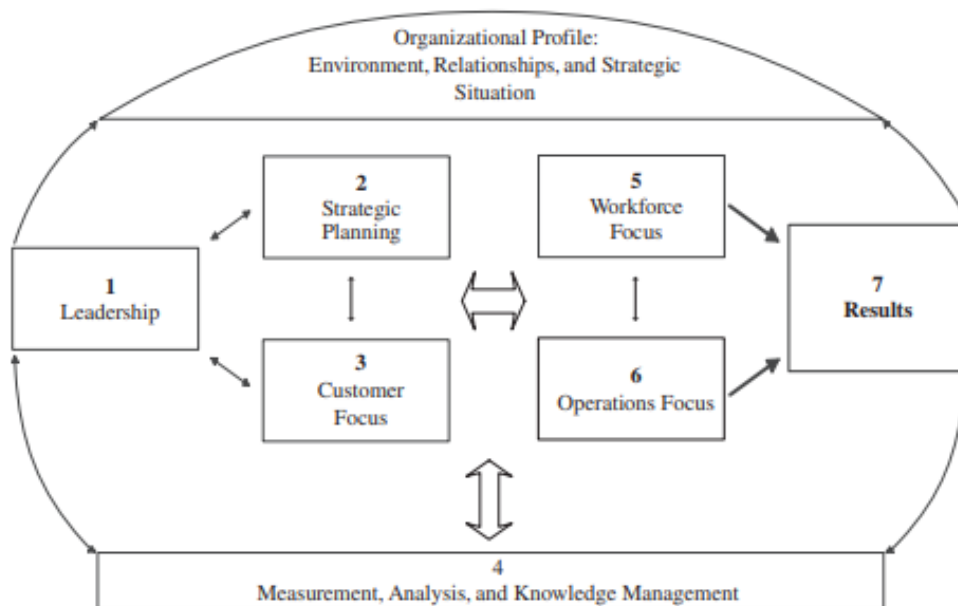 Organizational Profile:
Environment, Relationships, and Strategic
Situation
2
Strategic
Planning
5
Workforce
Focus
1
Leadership
7
Results
3
Customer
Focus
6
Operations Focus
4
Measurement, Analysis, and Knowledge Management